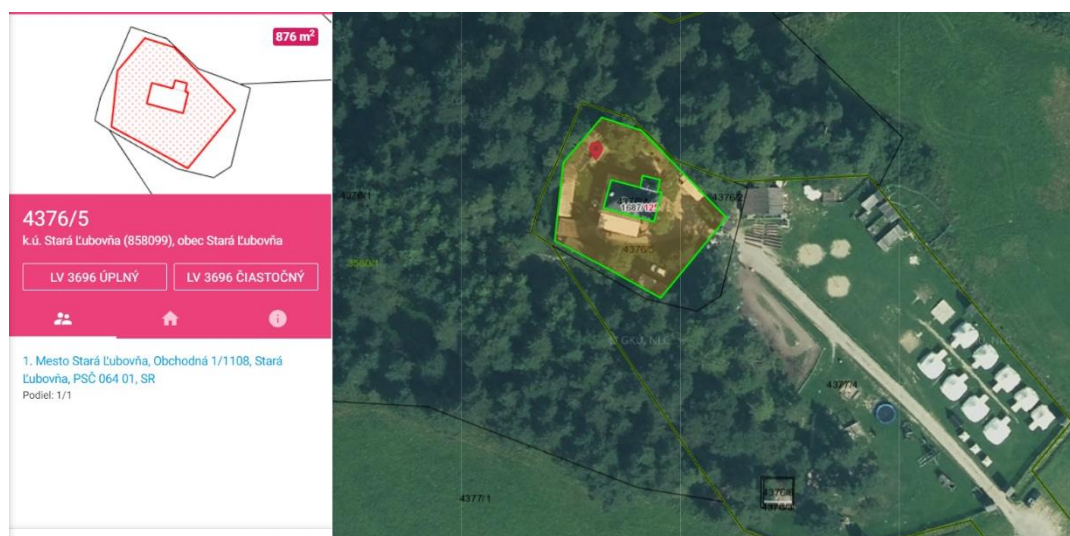 876 m²
4376/5
k.ú. Stará Ľubovňa (858099), obec Stará Ľubovňa
LV 3696 ÚPLNÝ
LV 3696 ČIASTOČNÝ
1. Mesto Stará Ľubovňa, Obchodná 1/1108, Stará
Ľubovňa, PSČ 064 01, SR
Podiel: 1/1
4376/1
4376/2
4376/5
4377/4
4377/1